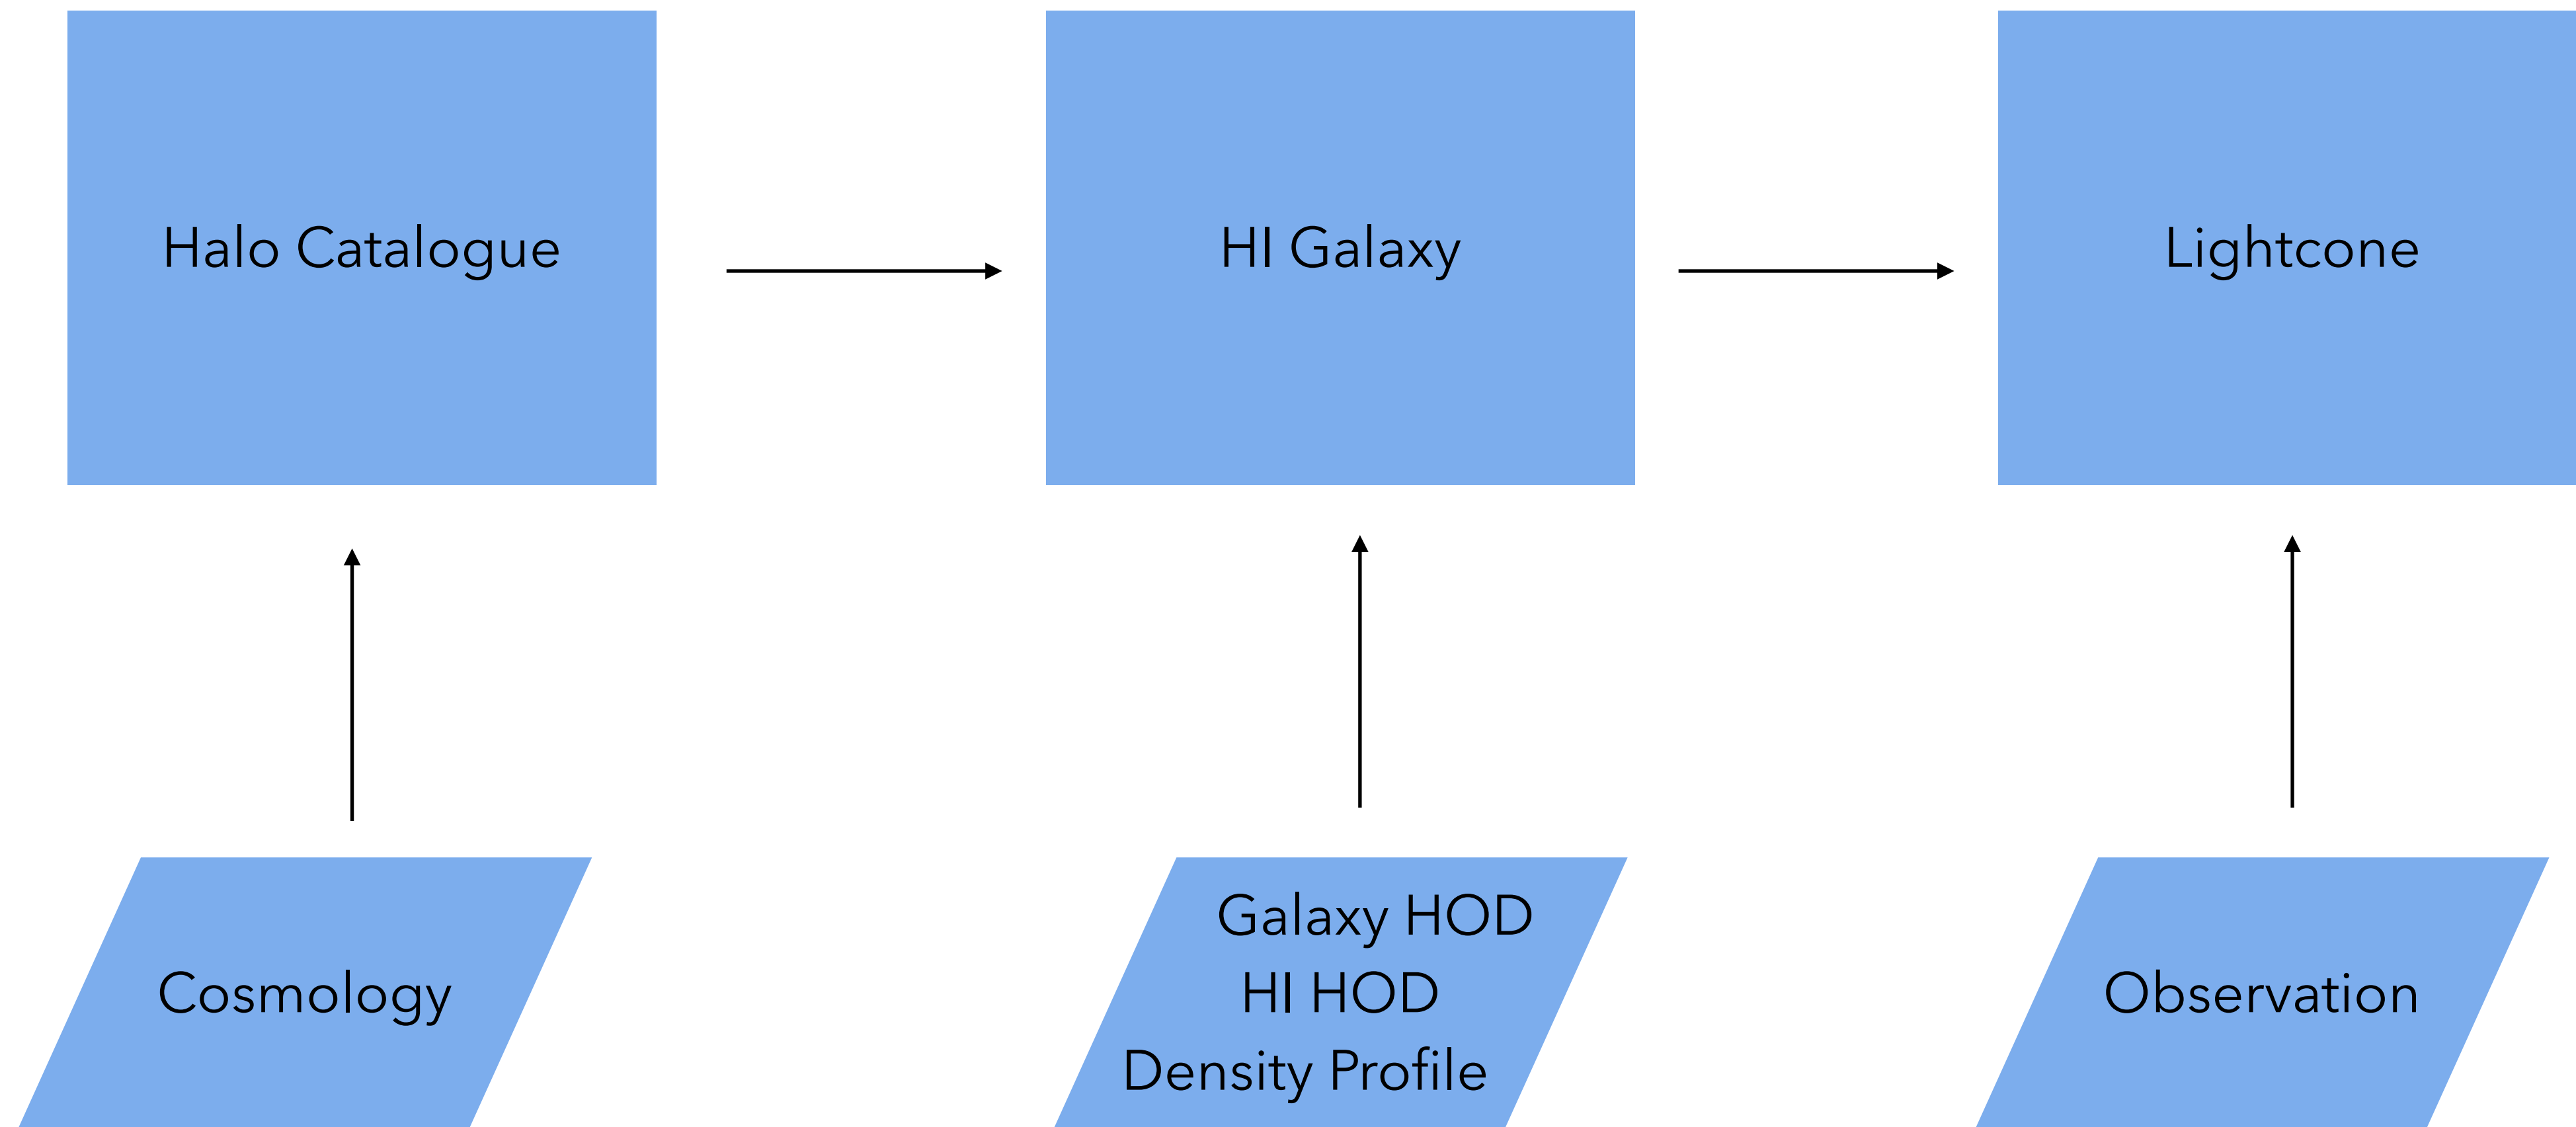 Halo Catalogue
HI Galaxy
Lightcone
Cosmology
Galaxy HOD
HI HOD
Density Profile
Observation